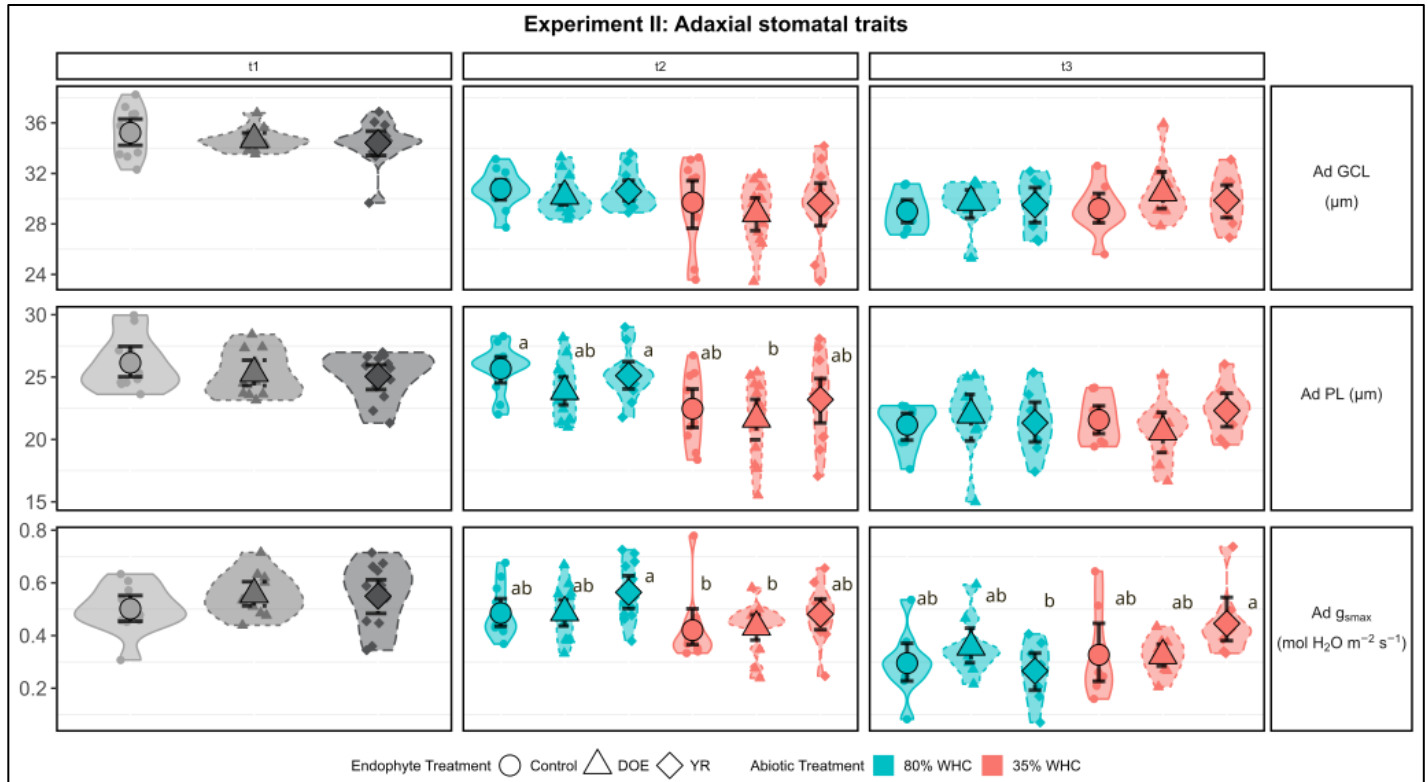 Experiment II: Adaxial stomatal traits
t1 t2 t3
36
32
28
24
Ad GCL
(µm)
30
25
20
15
a ab a ab b ab
Ad PL (µm)
0.8
0.6
0.4
0.2
ab ab a b b ab
ab ab b ab ab a
Ad gsmax
(mol H₂O m⁻² s⁻¹)
Endophyte Treatment Control DOE YR Abiotic Treatment 80% WHC 35% WHC